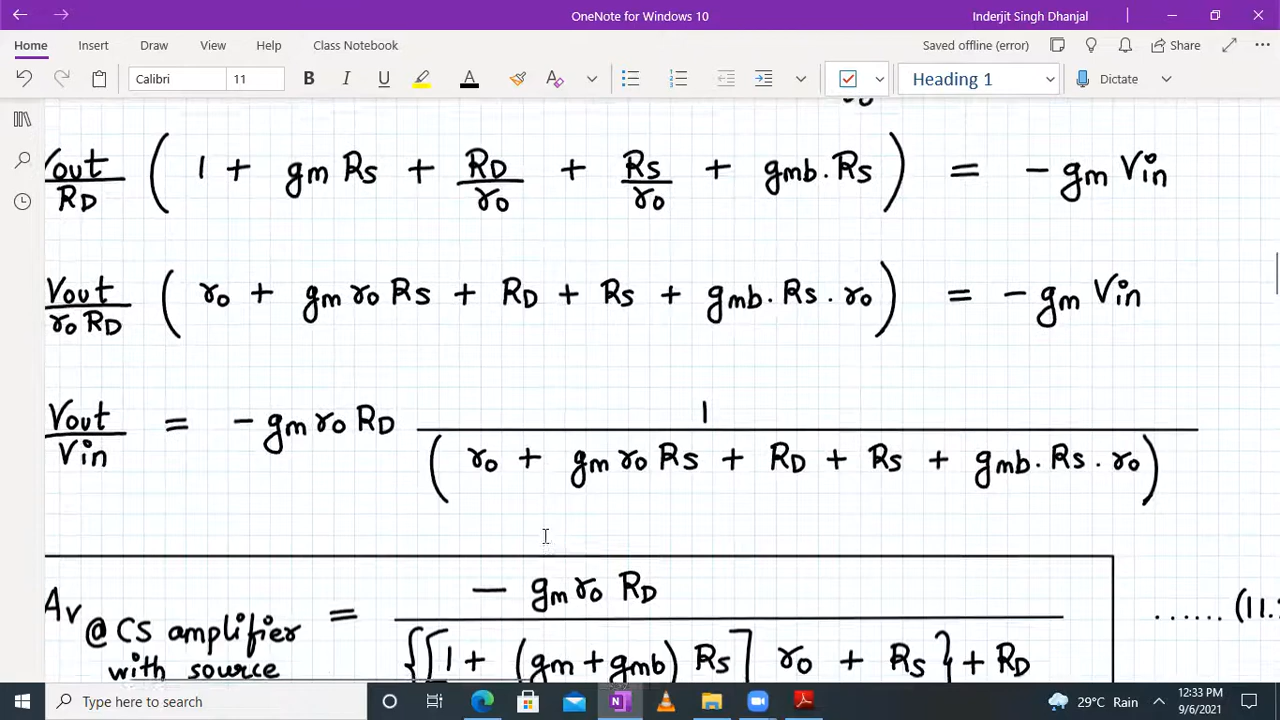 OneNote for Windows 10
Inderjit Singh Dhanjal
Home Insert Draw View Help Class Notebook
Saved offline (error)
Share
Calibri 11 B I U A Heading 1 Dictate
Vout/RD ( 1 + gm Rs + RD/ro + Rs/ro + gmb.Rs ) = - gm Vin
Vout/ro RD ( ro + gm ro Rs + RD + Rs + gmb.Rs.ro ) = - gm Vin
Vout/Vin = - gm ro RD 1/( ro + gm ro Rs + RD + Rs + gmb.Rs.ro )
Av @ CS amplifier with source = - gm ro RD / {[1 + (gm + gmb) Rs] ro + Rs} + RD ......(11.
Type here to search
29°C Rain
12:33 PM
9/6/2021